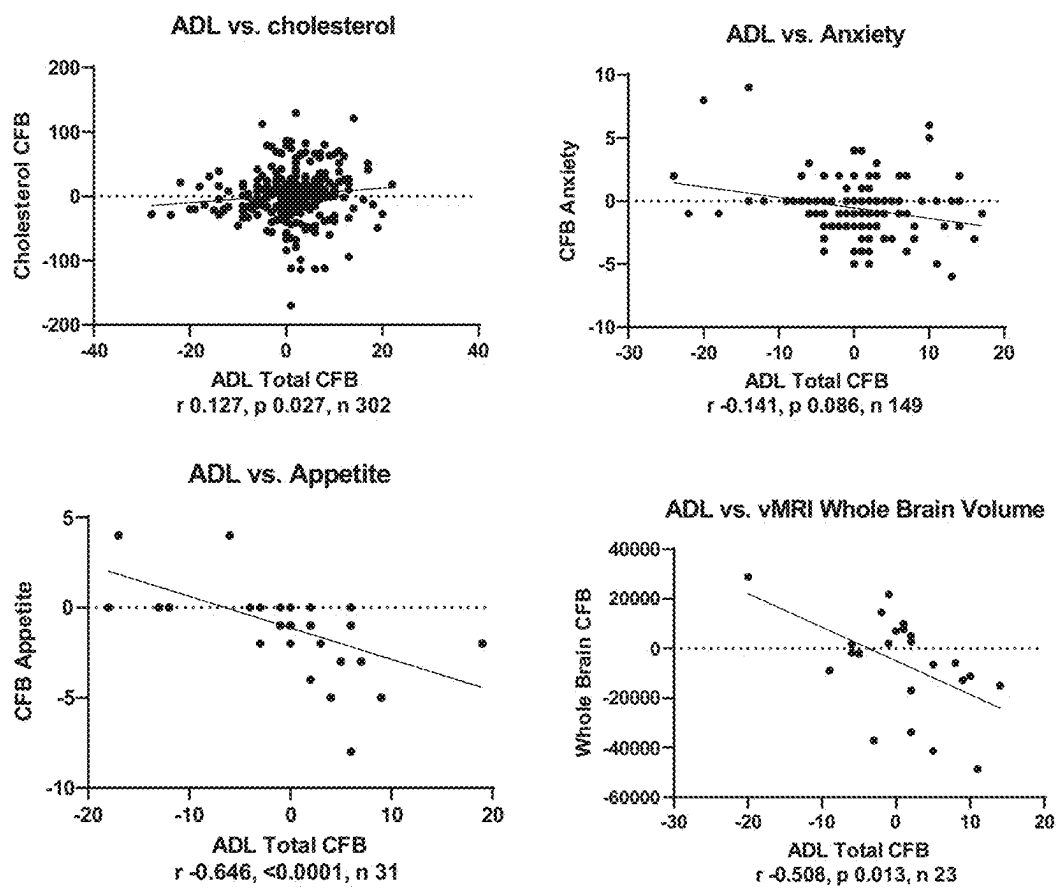 ADL vs. cholesterol
Cholesterol CFB
200
100
0
-100
-200
-40
-20
0
20
40
ADL Total CFB
r 0.127, p 0.027, n 302
ADL vs. Anxiety
CFB Anxiety
10
5
0
-5
-10
-30
-20
-10
0
10
20
ADL Total CFB
r -0.141, p 0.086, n 149
ADL vs. Appetite
CFB Appetite
5
0
-5
-10
-20
-10
0
10
20
ADL Total CFB
r -0.646, <0.0001, n 31
ADL vs. vMRI Whole Brain Volume
Whole Brain CFB
40000
20000
0
-20000
-40000
-60000
-30
-20
-10
0
10
20
ADL Total CFB
r -0.508, p 0.013, n 23